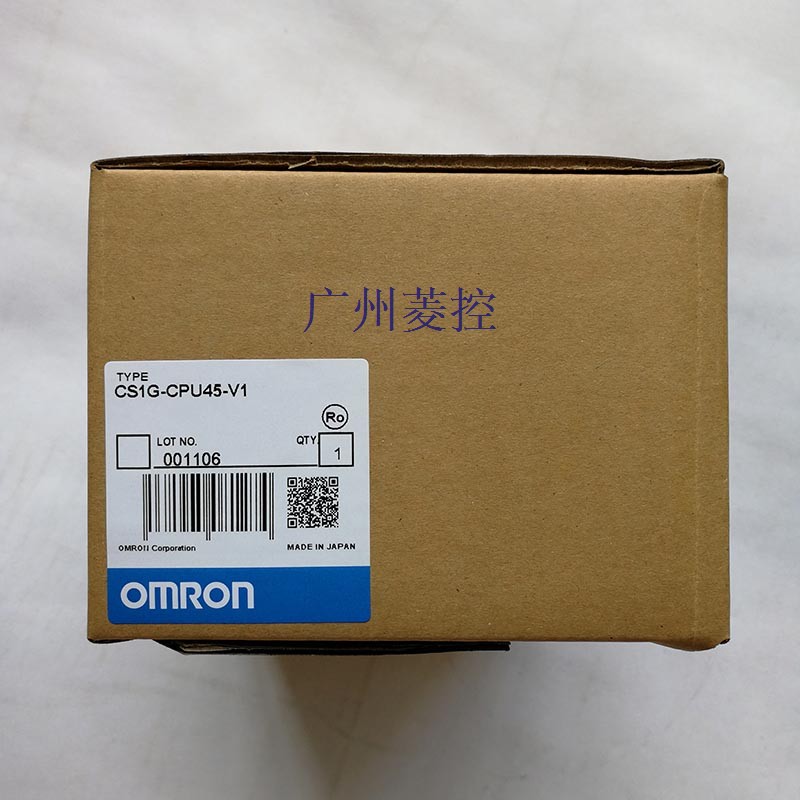 广州菱控
TYPE
CS1G-CPU45-V1
Ro
LOT NO. QTY.
001106 1
OMRON Corporation MADE IN JAPAN
OMRON